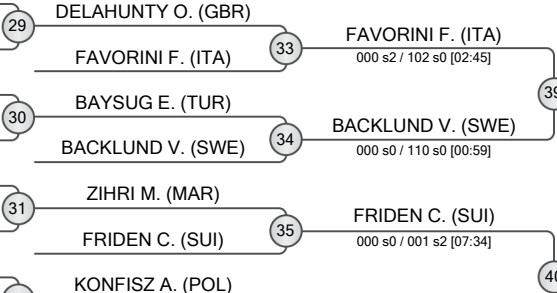 DELAHUNTY O. (GBR)
29
33
FAVORINI F. (ITA)
FAVORINI F. (ITA)
000 s2 / 102 s0 [02:45]
39
BAYSUG E. (TUR)
30
34
BACKLUND V. (SWE)
BACKLUND V. (SWE)
000 s0 / 110 s0 [00:59]
ZIHRI M. (MAR)
31
35
FRIDEN C. (SUI)
FRIDEN C. (SUI)
000 s0 / 001 s2 [07:34]
40
KONFISZ A. (POL)